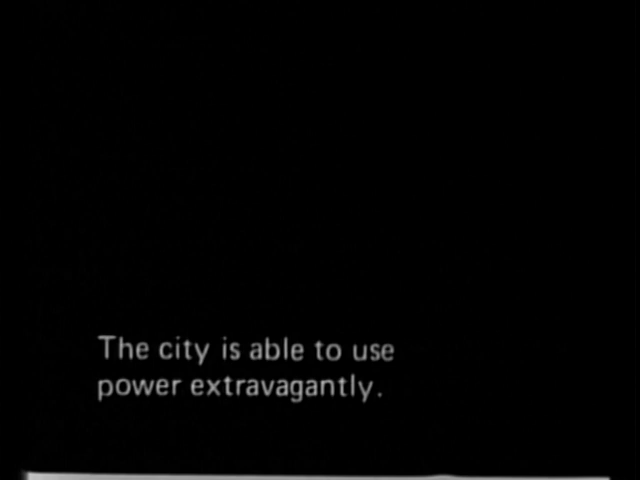 The city is able to use
power extravagantly.